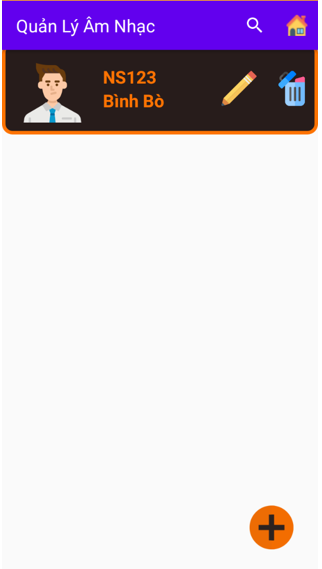 Quản Lý Âm Nhạc
NS123
Bình Bò